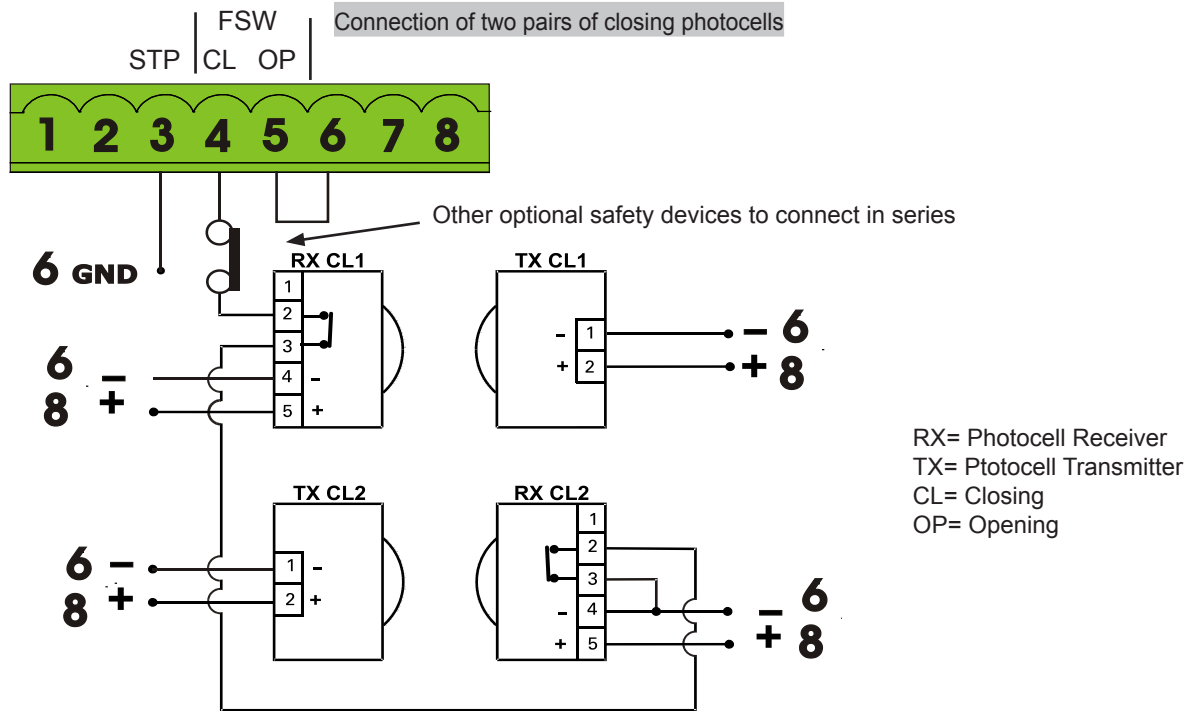 FSW
Connection of two pairs of closing photocells
STP CL OP
1 2 3 4 5 6 7 8
Other optional safety devices to connect in series
6 GND
RX CL1
1
2
3
4 -
5 +
6 -
8 +
TX CL1
- 1
+ 2
- 6
+ 8
RX= Photocell Receiver
TX= Ptotocell Transmitter
CL= Closing
OP= Opening
TX CL2
1 -
2 +
6 -
8 +
RX CL2
1
2
3
- 4
+ 5
- 6
+ 8